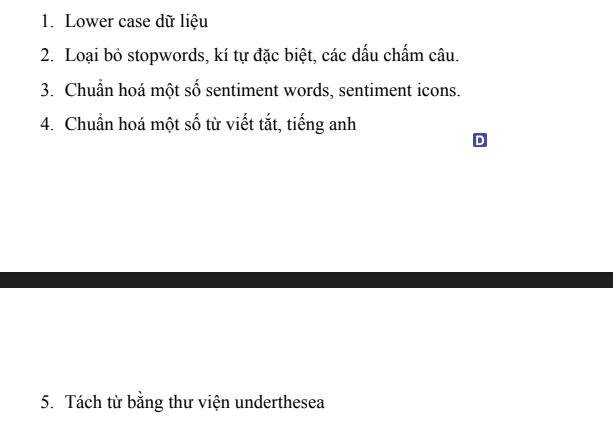 1. Lower case dữ liệu
2. Loại bỏ stopwords, kí tự đặc biệt, các dấu chấm câu.
3. Chuẩn hoá một số sentiment words, sentiment icons.
4. Chuẩn hoá một số từ viết tắt, tiếng anh
D
5. Tách từ bằng thư viện underthesea